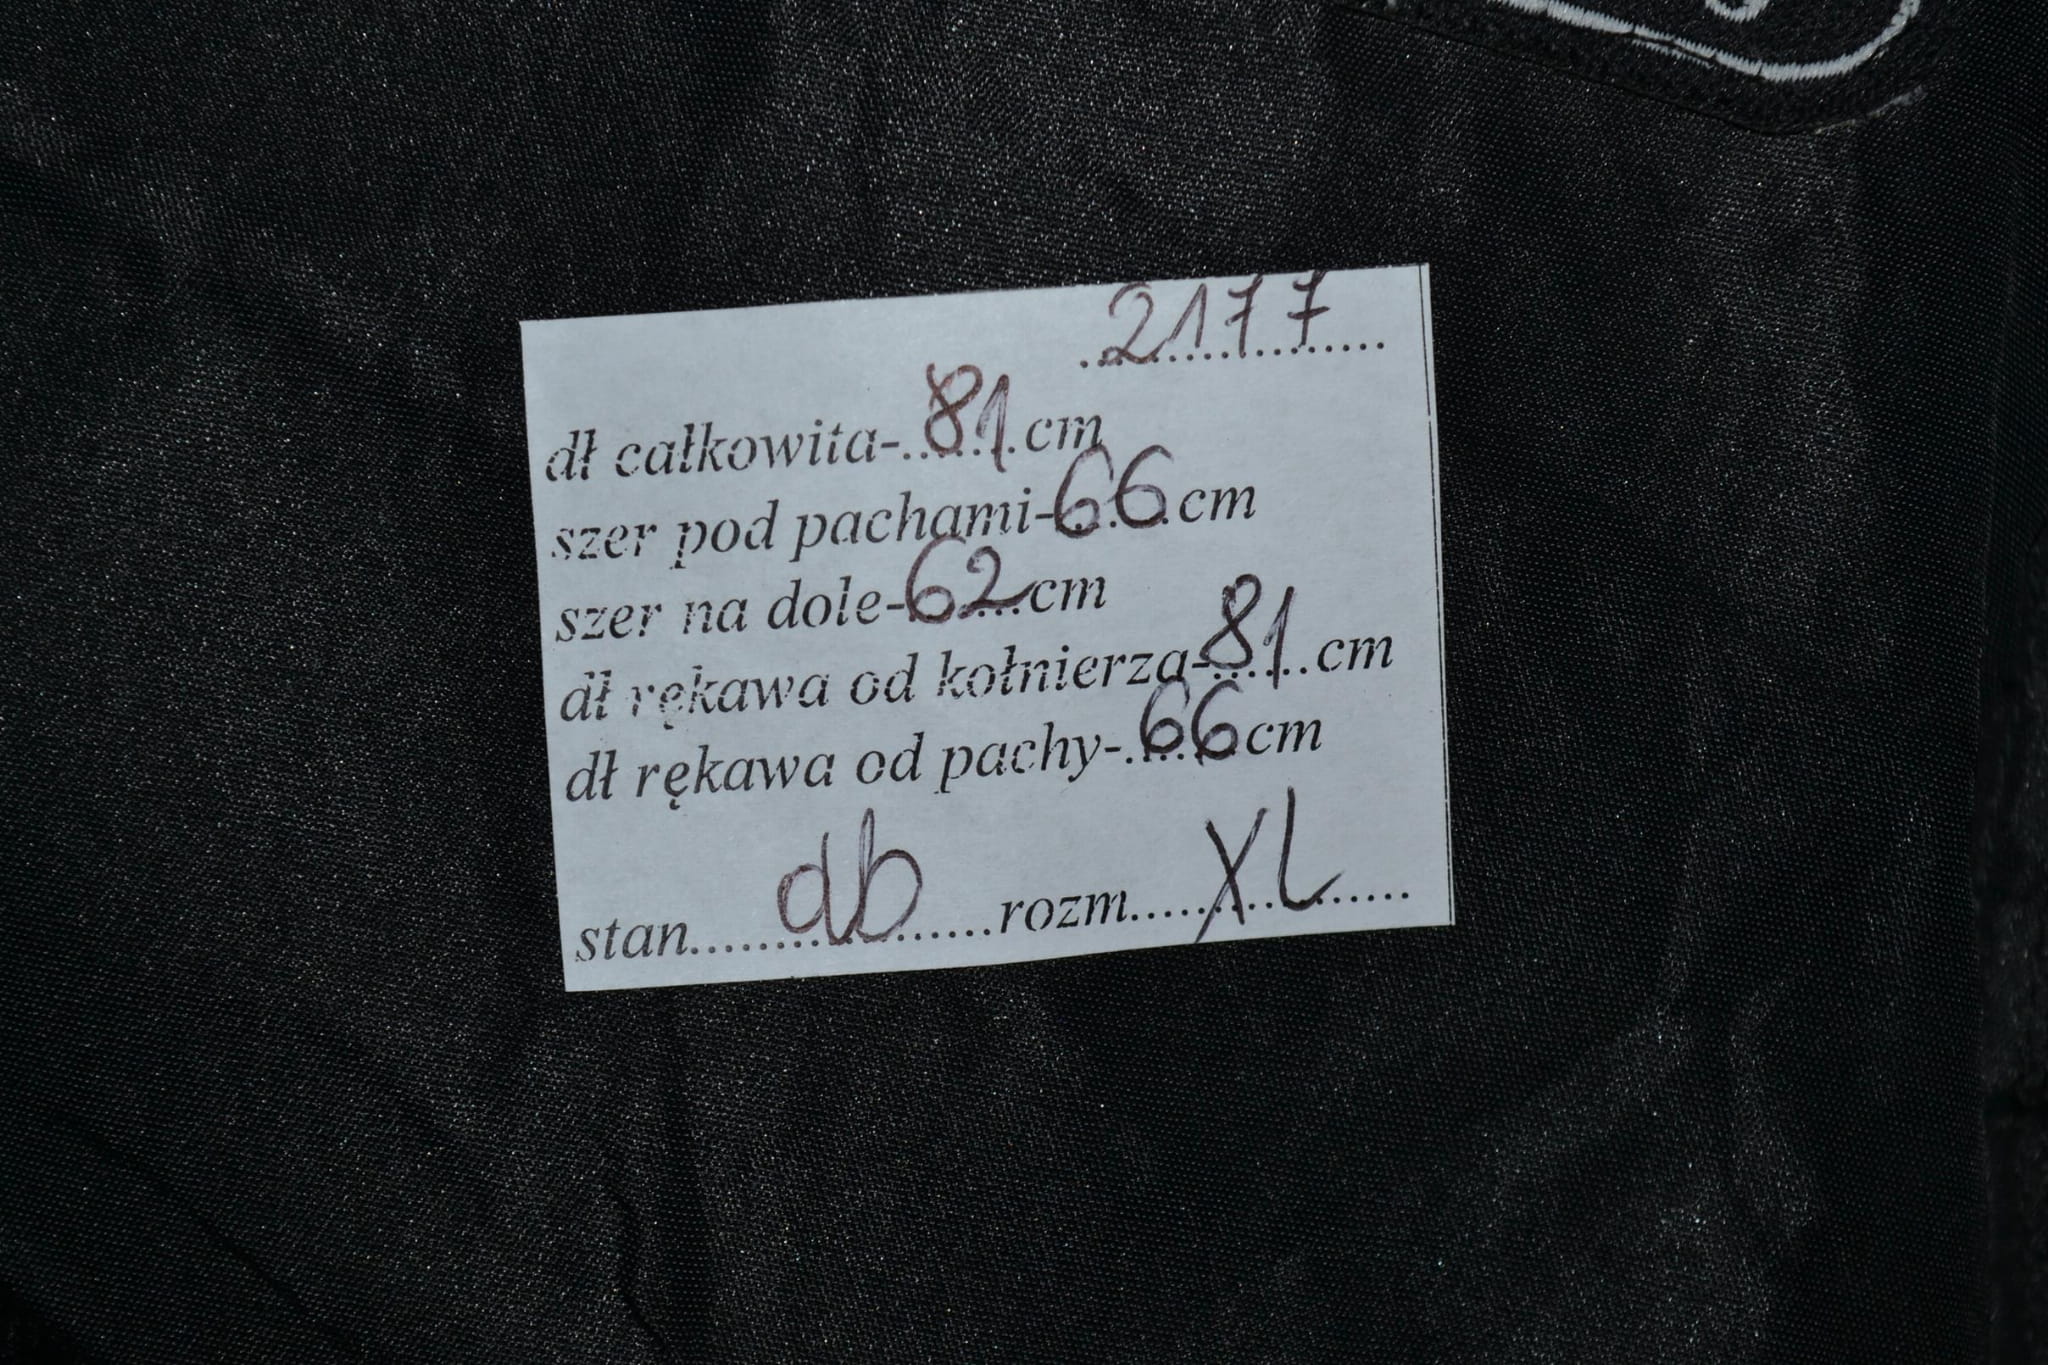 2177
dł całkowita-81cm
szer pod pachami-66cm
szer na dole-62cm
dł rękawa od kołnierza-81cm
dł rękawa od pachy-66cm
stan db rozm XL